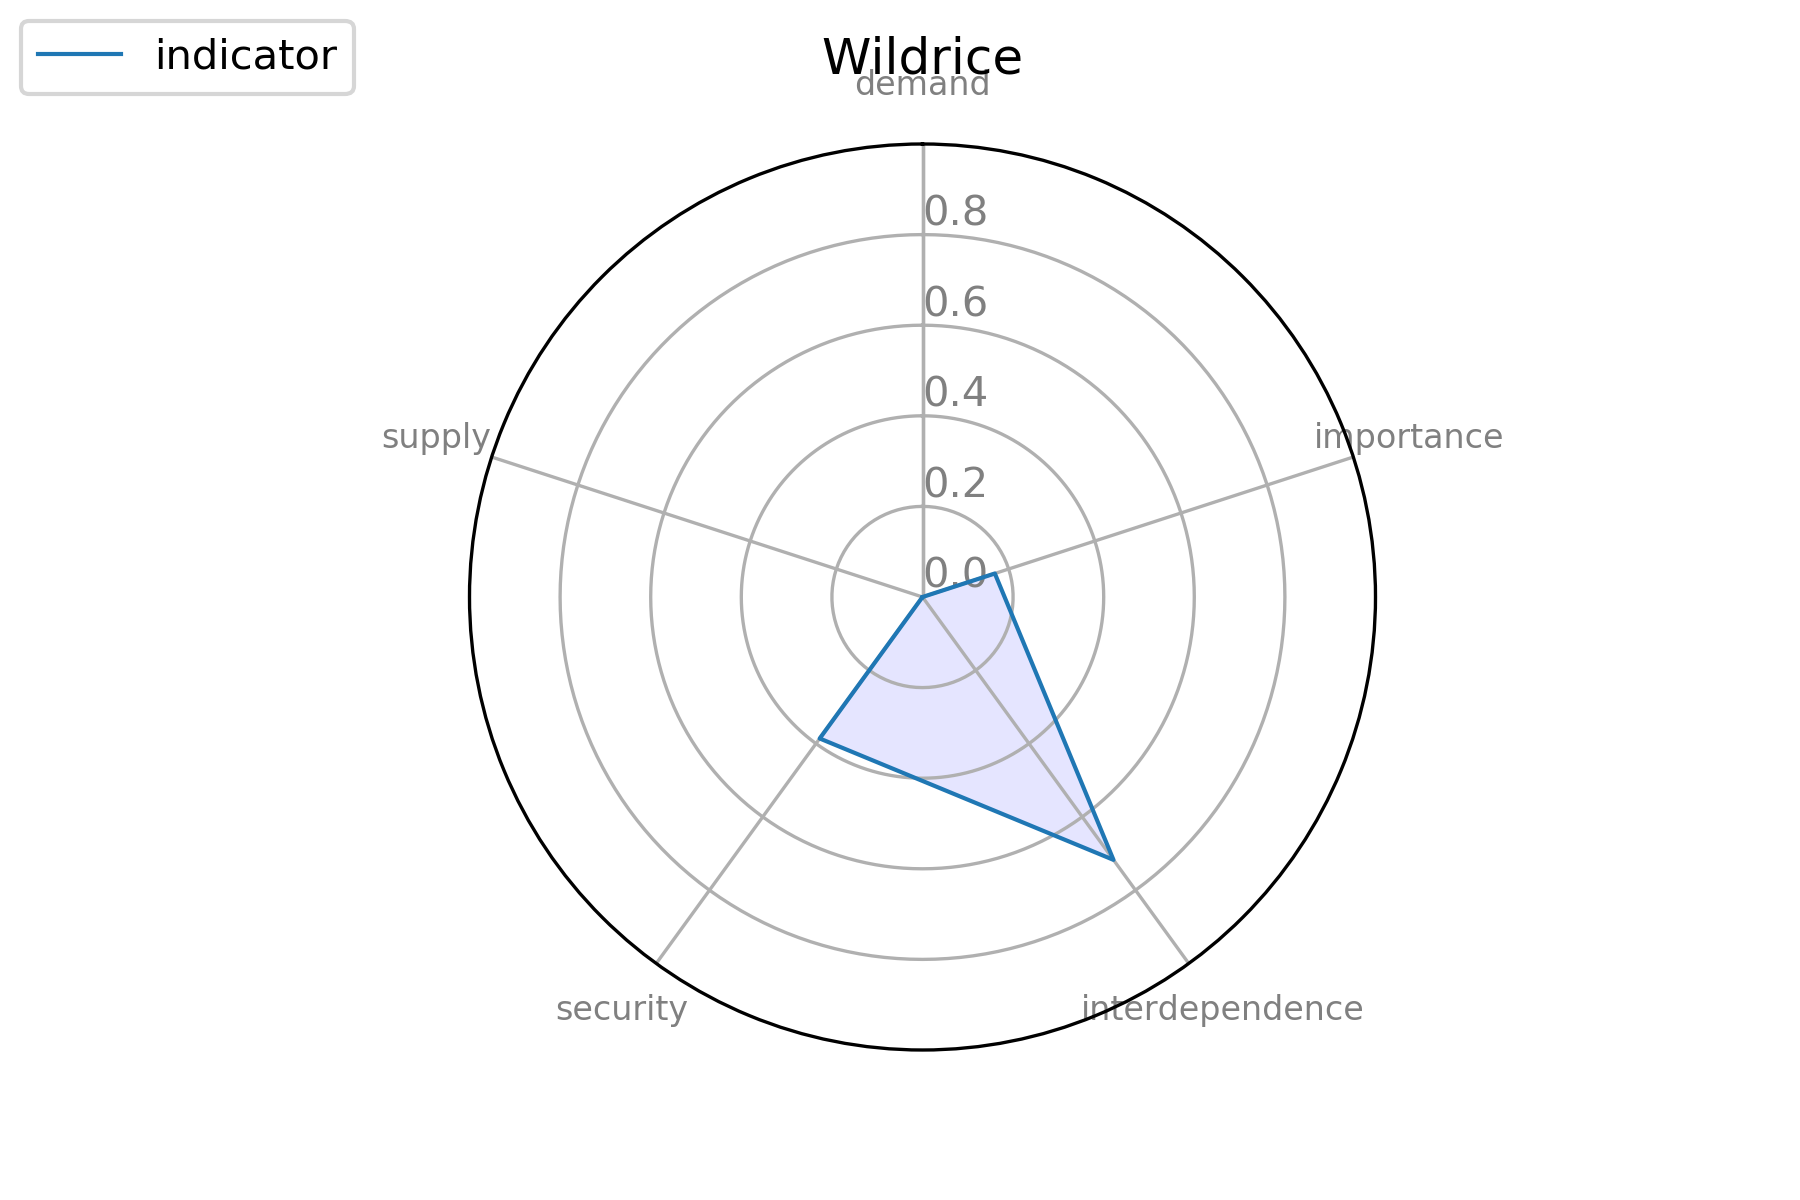 indicator
Wildrice
demand
0.8
0.6
0.4
supply
importance
0.2
0.0
security
interdependence